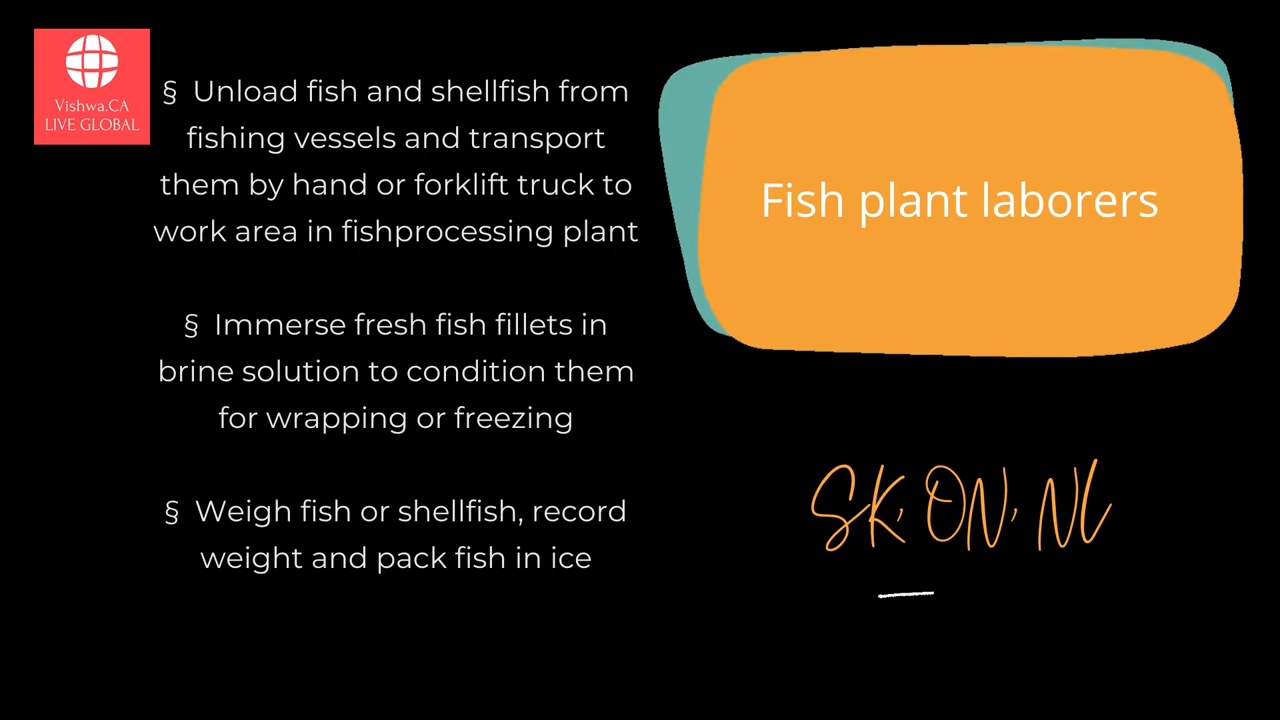 Vishwa.CA
LIVE GLOBAL
§ Unload fish and shellfish from
fishing vessels and transport
them by hand or forklift truck to
work area in fishprocessing plant
§ Immerse fresh fish fillets in
brine solution to condition them
for wrapping or freezing
§ Weigh fish or shellfish, record
weight and pack fish in ice
Fish plant laborers
SK, ON, NL